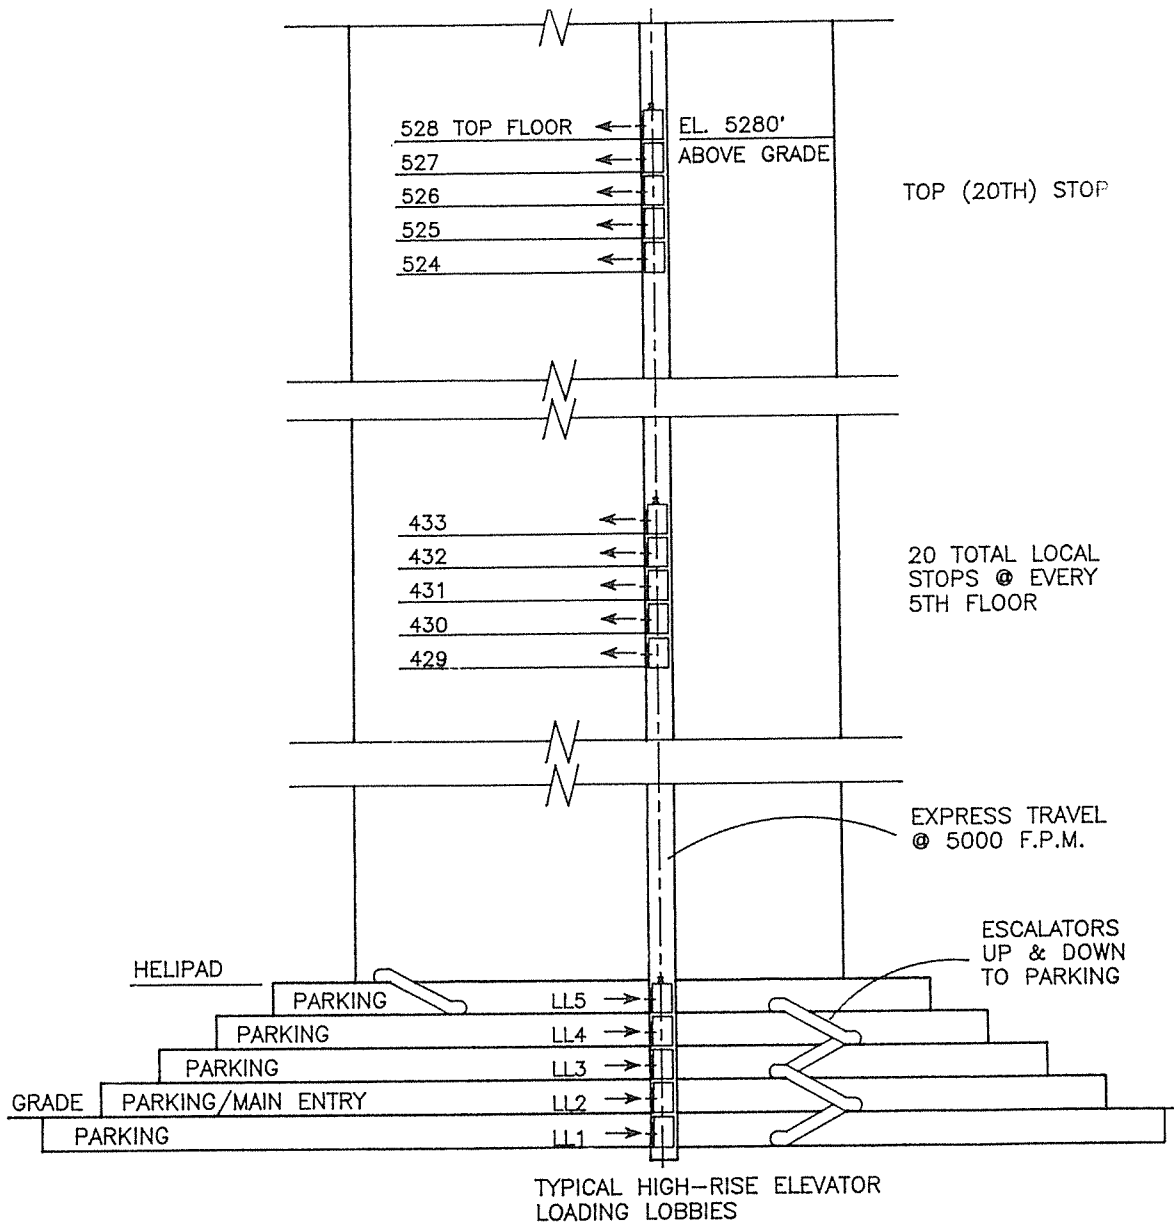 528 TOP FLOOR
EL. 5280'
527
ABOVE GRADE
526
TOP (20TH) STOP
525
524
433
432
431
430
429
20 TOTAL LOCAL
STOPS @ EVERY
5TH FLOOR
EXPRESS TRAVEL
@ 5000 F.P.M.
ESCALATORS
UP & DOWN
TO PARKING
HELIPAD
PARKING
LL5
PARKING
LL4
PARKING
LL3
GRADE
PARKING/MAIN ENTRY
LL2
PARKING
LL1
TYPICAL HIGH-RISE ELEVATOR
LOADING LOBBIES